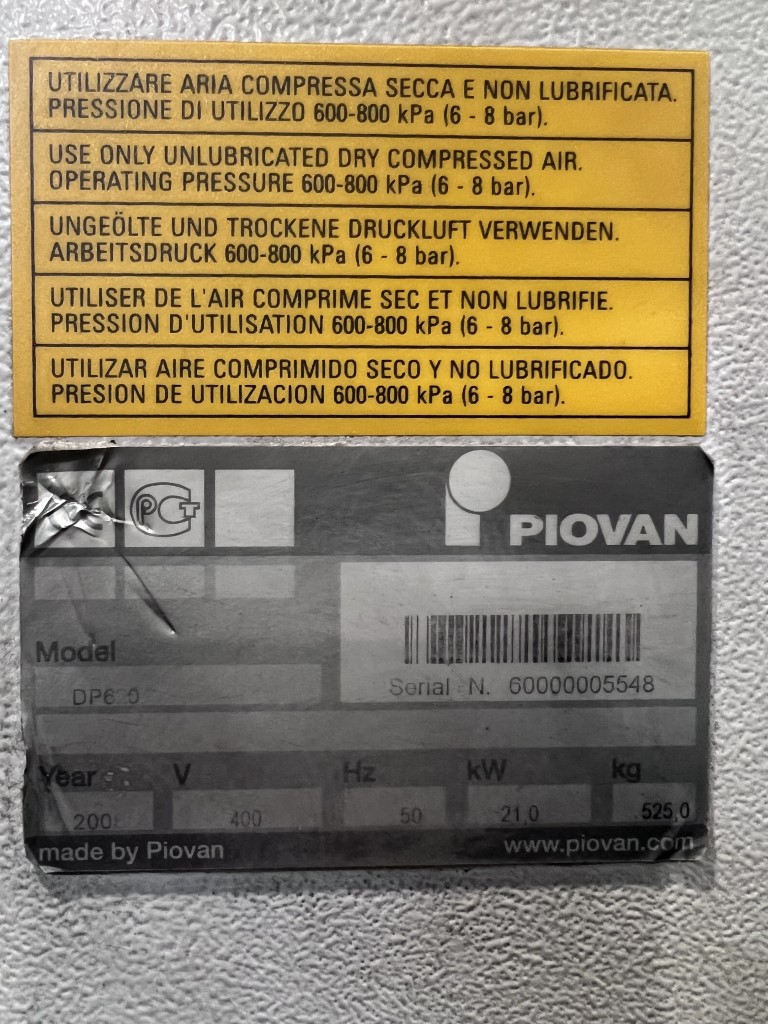 UTILIZZARE ARIA COMPRESSA SECCA E NON LUBRIFICATA.
PRESSIONE DI UTILIZZO 600-800 kPa (6 - 8 bar).
USE ONLY UNLUBRICATED DRY COMPRESSED AIR.
OPERATING PRESSURE 600-800 kPa (6 - 8 bar).
UNGEÖLTE UND TROCKENE DRUCKLUFT VERWENDEN.
ARBEITSDRUCK 600-800 kPa (6 - 8 bar).
UTILISER DE L'AIR COMPRIME SEC ET NON LUBRIFIE.
PRESSION D'UTILISATION 600-800 kPa (6 - 8 bar).
UTILIZAR AIRE COMPRIMIDO SECO Y NO LUBRIFICADO.
PRESION DE UTILIZACION 600-800 kPa (6 - 8 bar).
PIOVAN
Model
Serial N. 60000005548
Year V Hz kW kg
400 50 21,0 525,0
made by Piovan www.piovan.com